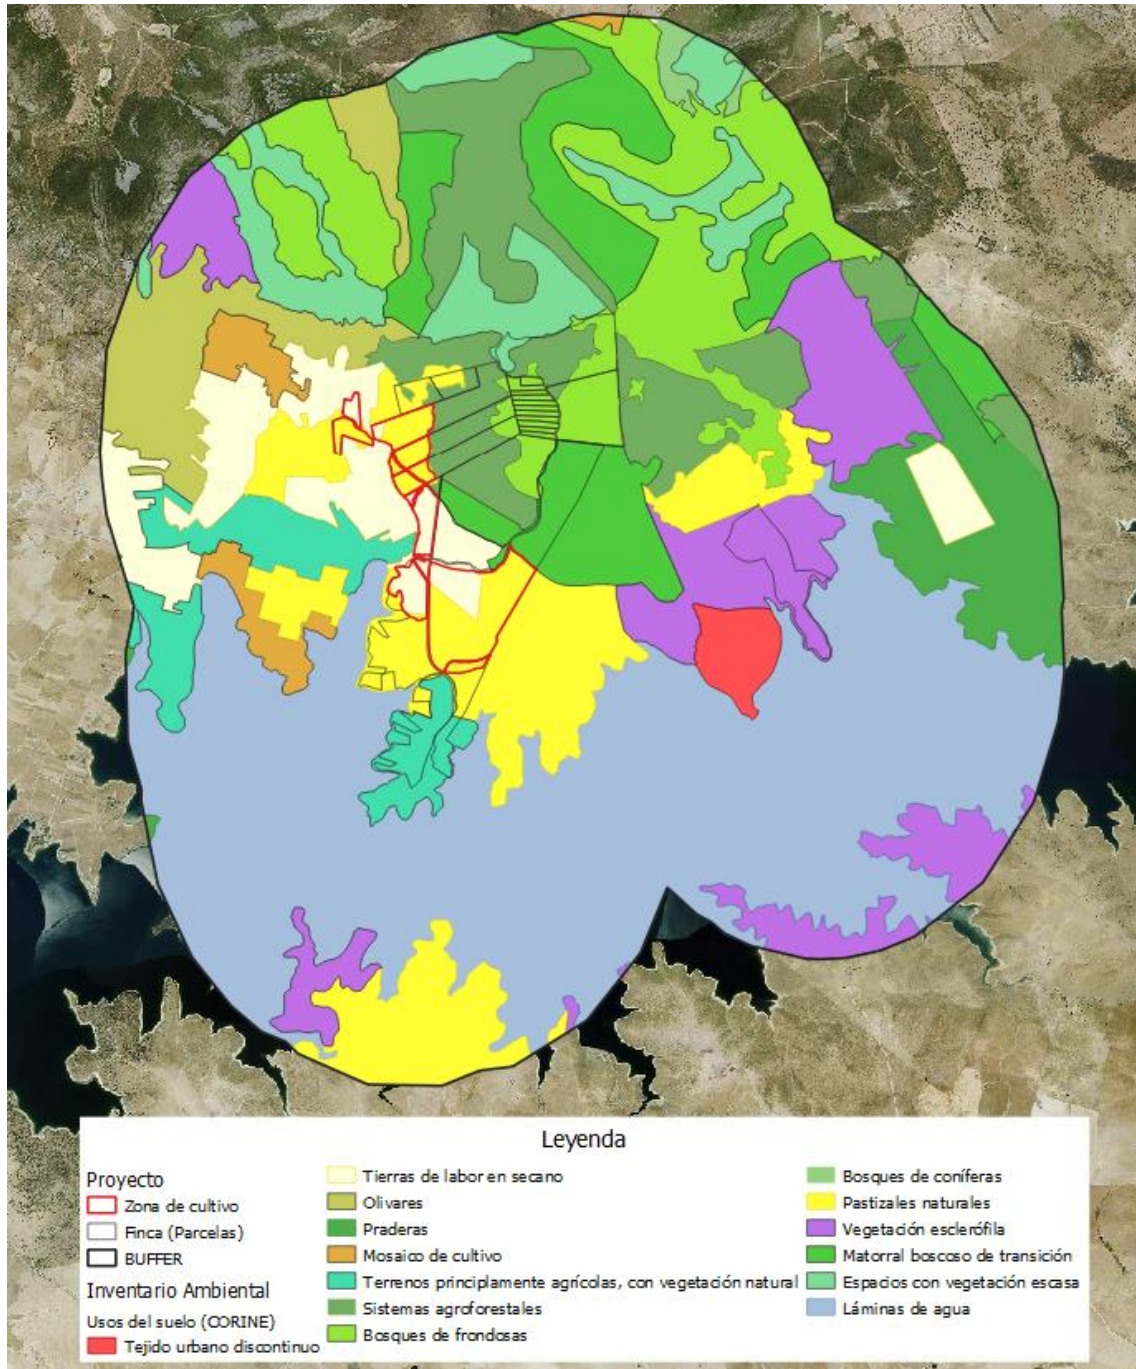 Leyenda
Proyecto
Zona de cultivo
Finca (Parcelas)
BUFFER
Inventario Ambiental
Usos del suelo (CORINE)
Tejido urbano discontinuo
Tierras de labor en secano
Olivares
Praderas
Mosaico de cultivo
Terrenos principlamente agrícolas, con vegetación natural
Sistemas agroforestales
Bosques de frondosas
Bosques de coníferas
Pastizales naturales
Vegetación esclerófila
Matorral boscoso de transición
Espacios con vegetación escasa
Láminas de agua